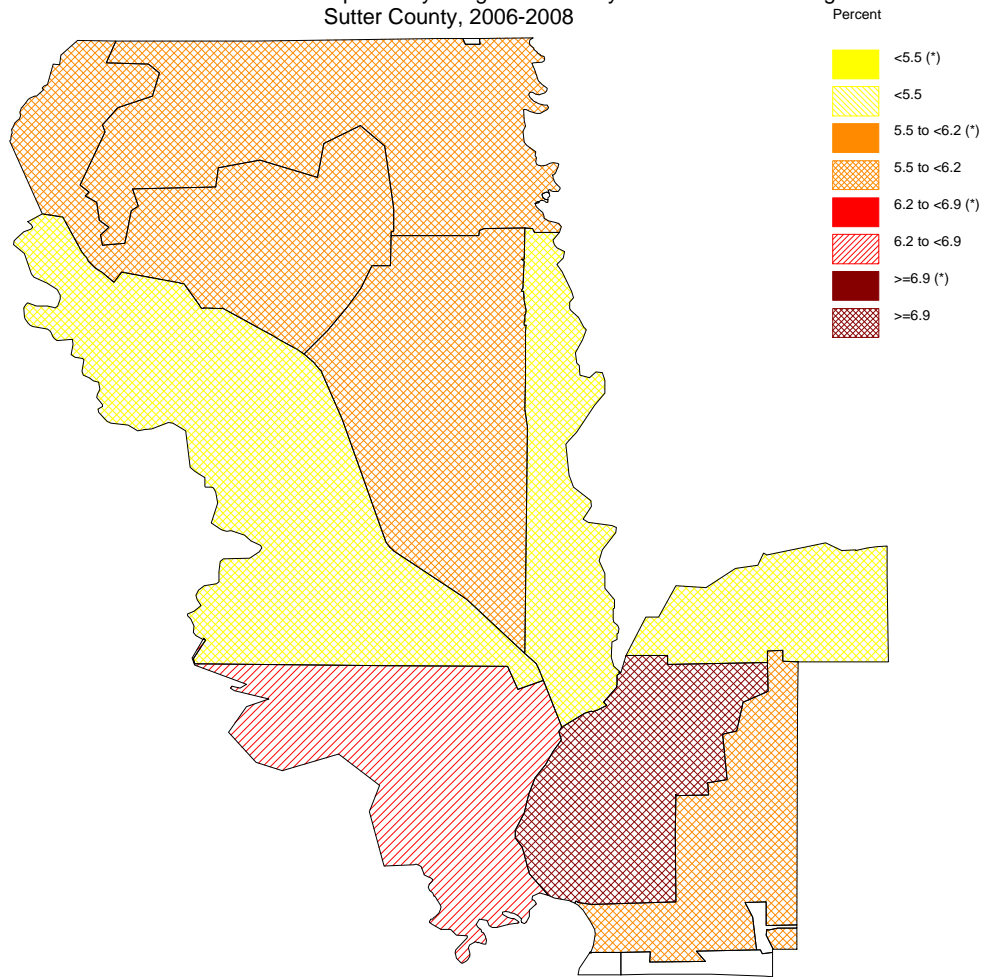 Sutter County, 2006-2008
Percent
<5.5 (*)
<5.5
5.5 to <6.2 (*)
5.5 to <6.2
6.2 to <6.9 (*)
6.2 to <6.9
>=6.9 (*)
>=6.9